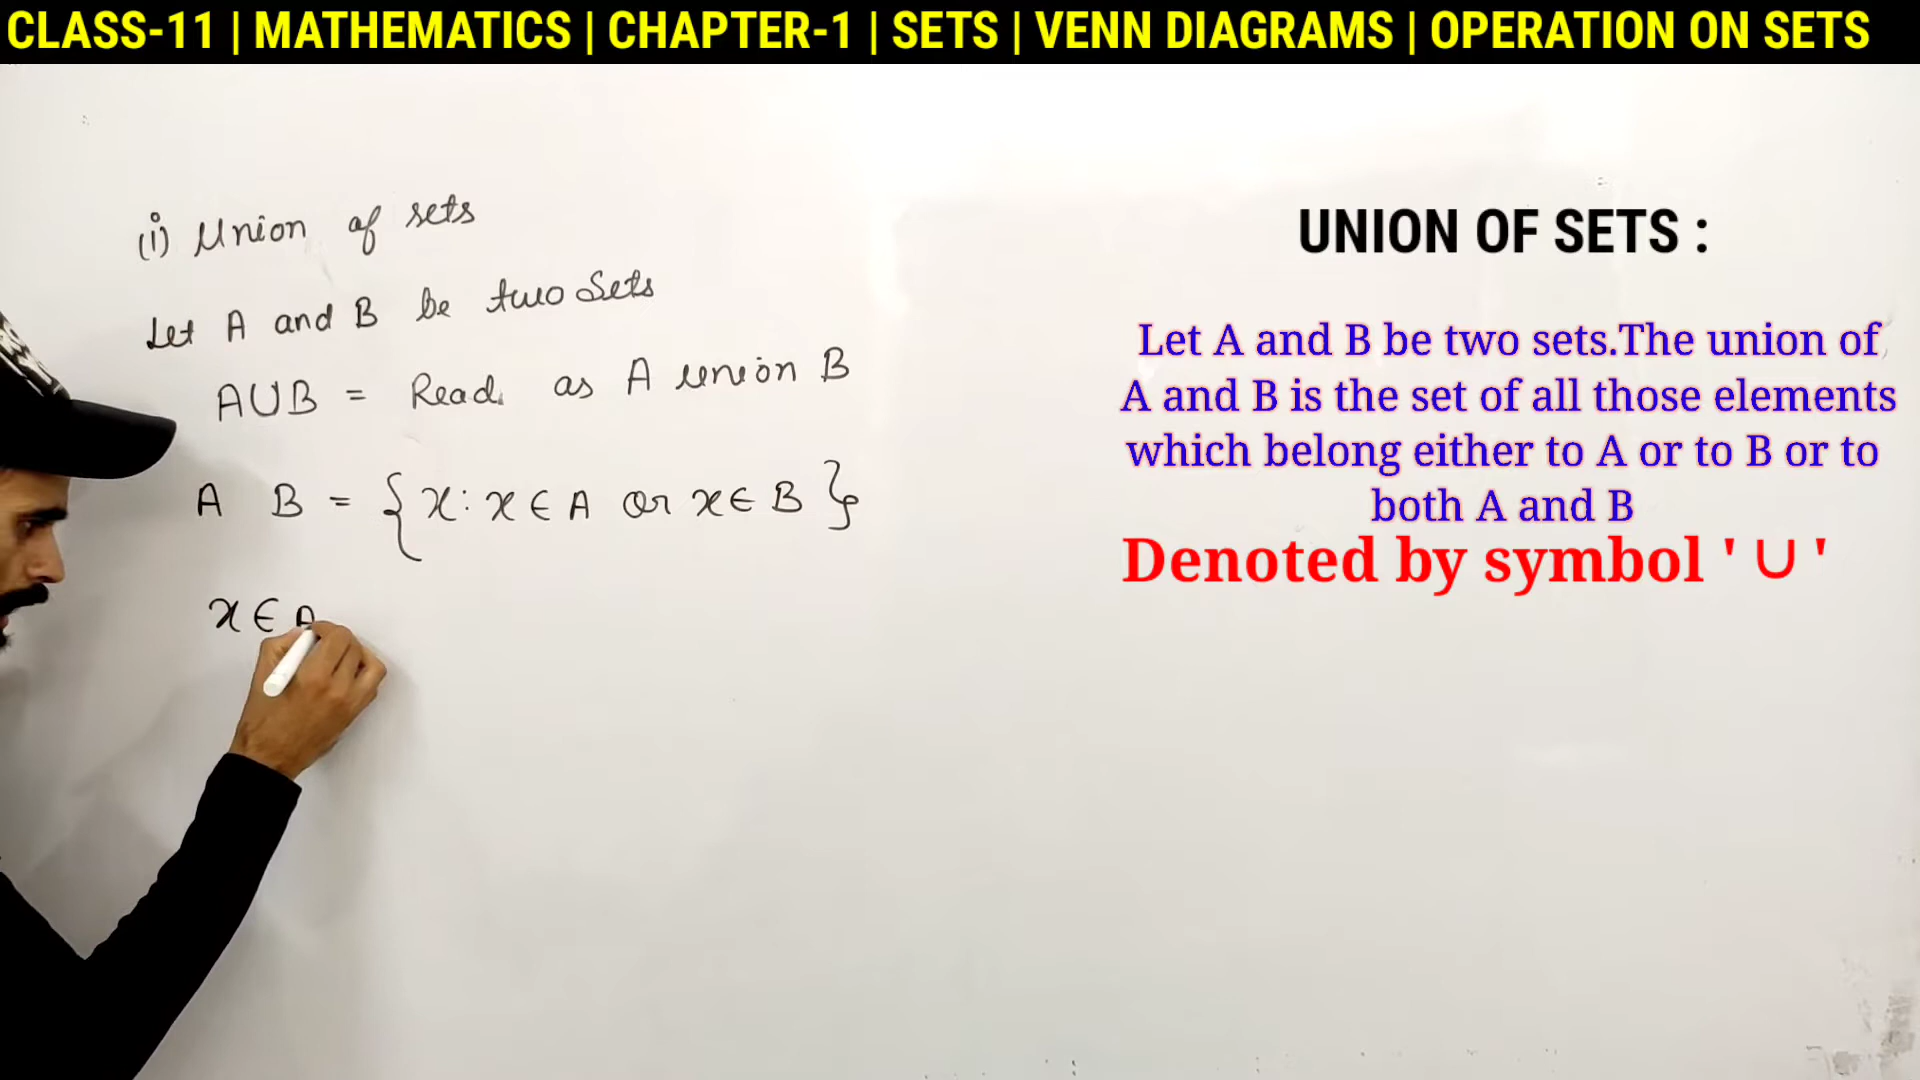 CLASS-11 | MATHEMATICS | CHAPTER-1 | SETS | VENN DIAGRAMS | OPERATION ON SETS
(i) Union of sets
Let A and B be two Sets
AUB = Read. as A union B
A B = {x: x ∈ A or x ∈ B}
x ∈ A
UNION OF SETS :
Let A and B be two sets.The union of
A and B is the set of all those elements
which belong either to A or to B or to
both A and B
Denoted by symbol ' ∪ '